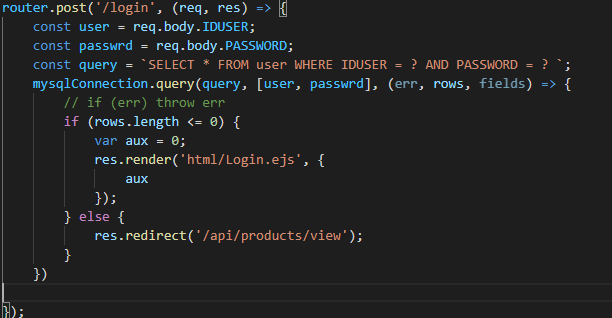 router.post('/login', (req, res) => {
    const user = req.body.IDUSER;
    const passwrd = req.body.PASSWORD;
    const query = `SELECT * FROM user WHERE IDUSER = ? AND PASSWORD = ? `;
    mysqlConnection.query(query, [user, passwrd], (err, rows, fields) => {
        // if (err) throw err
        if (rows.length <= 0) {
            var aux = 0;
            res.render('html/Login.ejs', {
                aux
            });
        } else {
            res.redirect('/api/products/view');
        }
    })
});